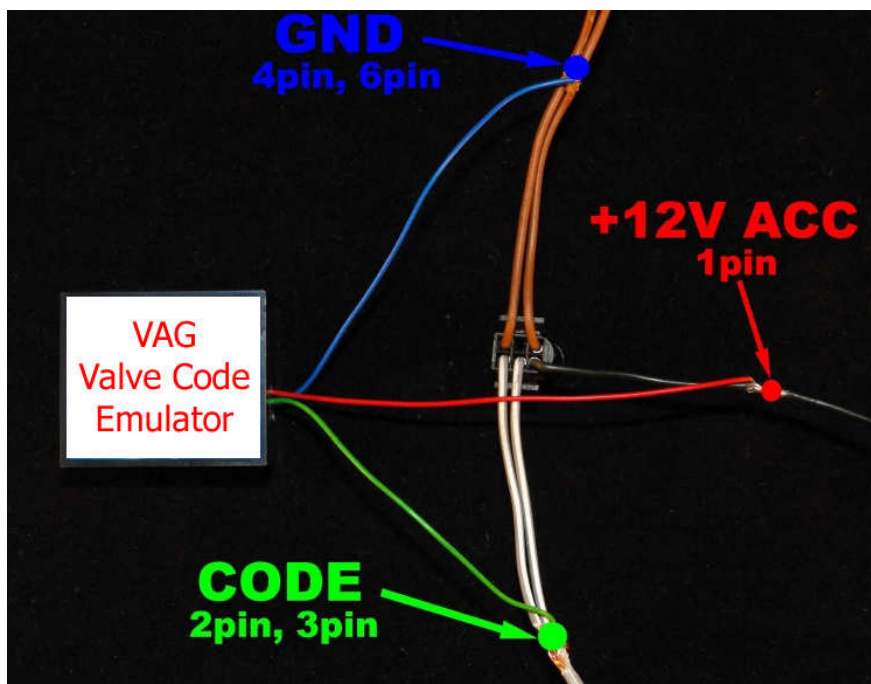 GND
4pin, 6pin
+12V ACC
1pin
VAG
Valve Code
Emulator
CODE
2pin, 3pin